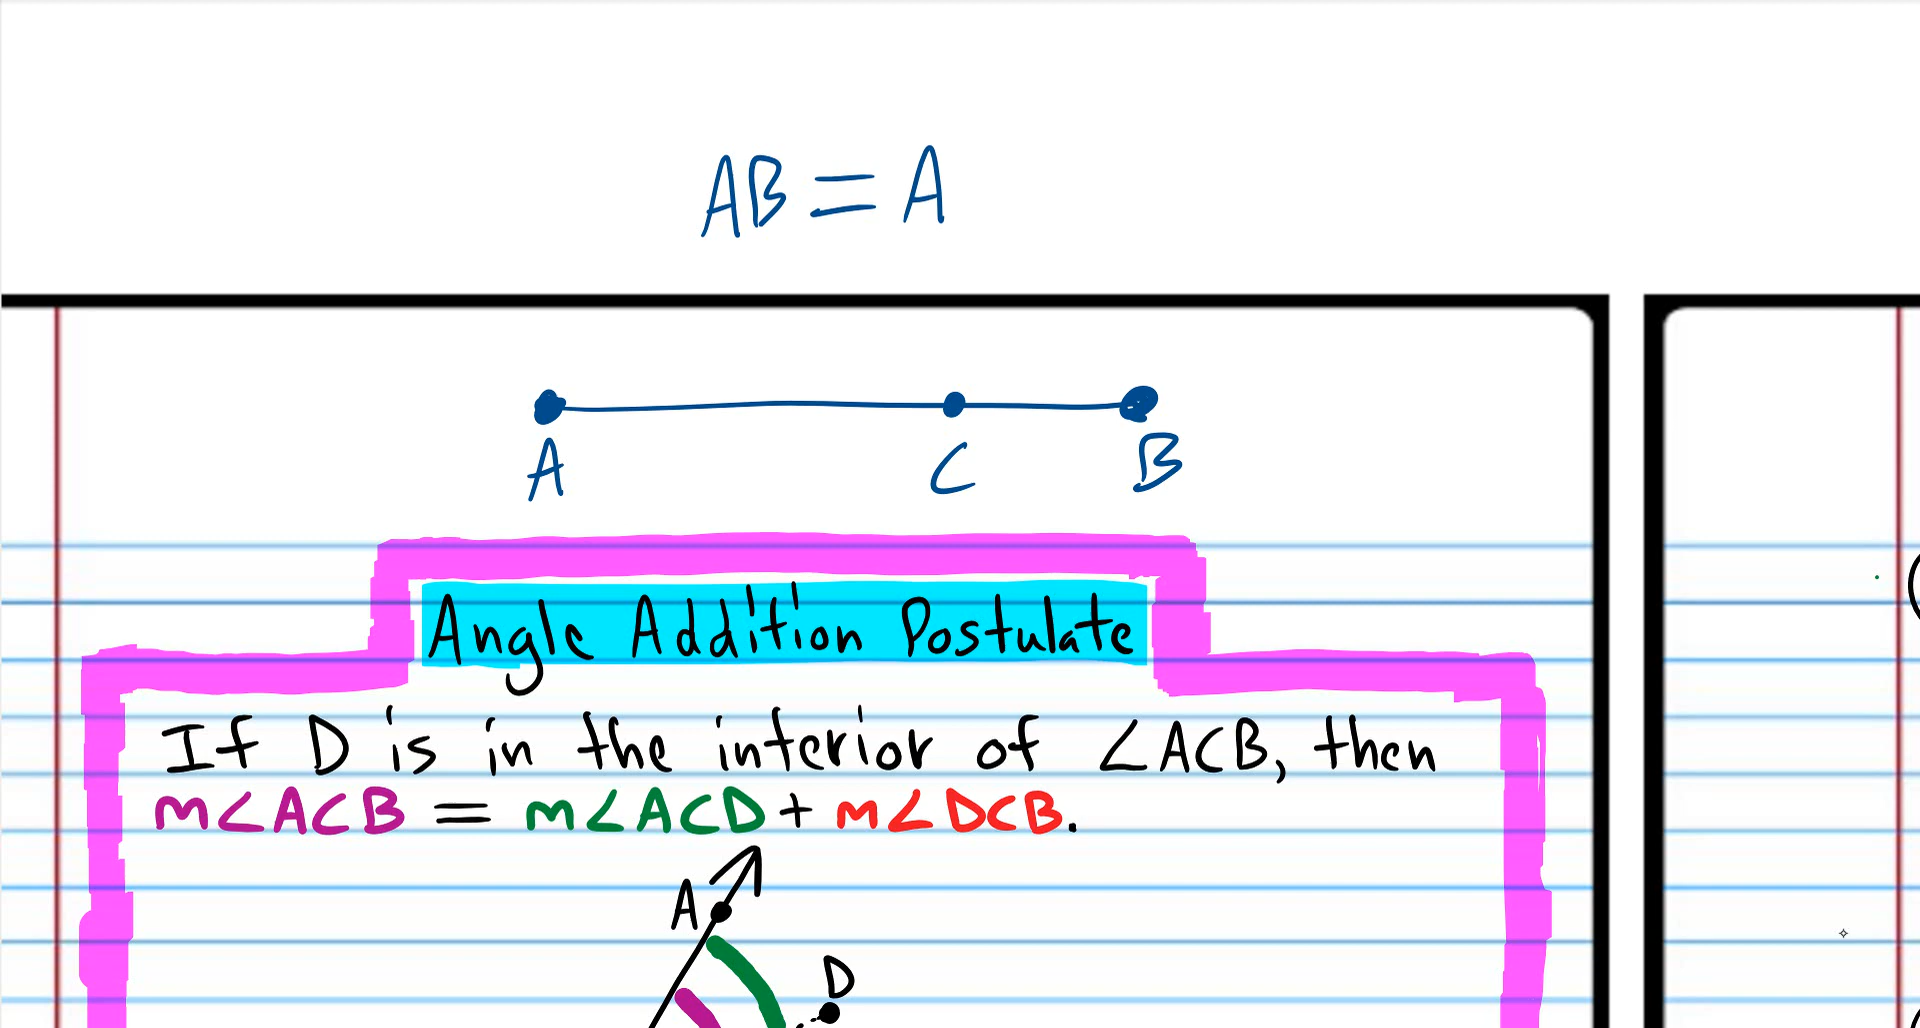 AB = A
A C B
Angle Addition Postulate
If D is in the interior of ∠ACB, then
m∠ACB = m∠ACD + m∠DCB.
A
D